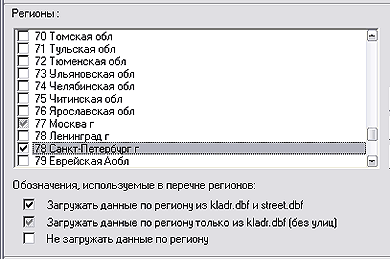 Регионы :
70 Томская обл
71 Тульская обл
72 Тюменская обл
73 Ульяновская обл
74 Челябинская обл
75 Читинская обл
76 Ярославская обл
77 Москва г
78 Ленинград г
78 Санкт-Петербург г
79 Еврейская Аобл
Обозначения, используемые в перечне регионов:
Загружать данные по региону из kladr.dbf и street.dbf
Загружать данные по региону только из kladr.dbf (без улиц)
Не загружать данные по региону